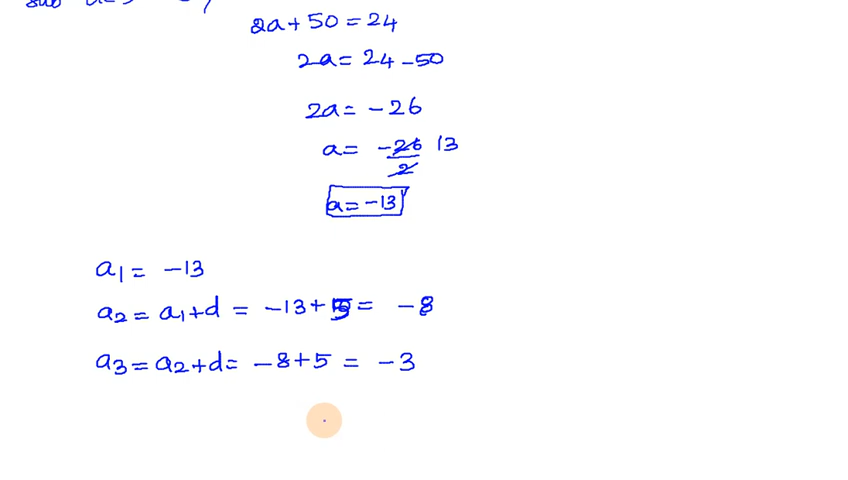 sub
2a + 50 = 24
2a = 24 - 50
2a = -26
a = -26/2 13
a = -13
a1 = -13
a2 = a1 + d = -13 + 5 = -8
a3 = a2 + d = -8 + 5 = -3